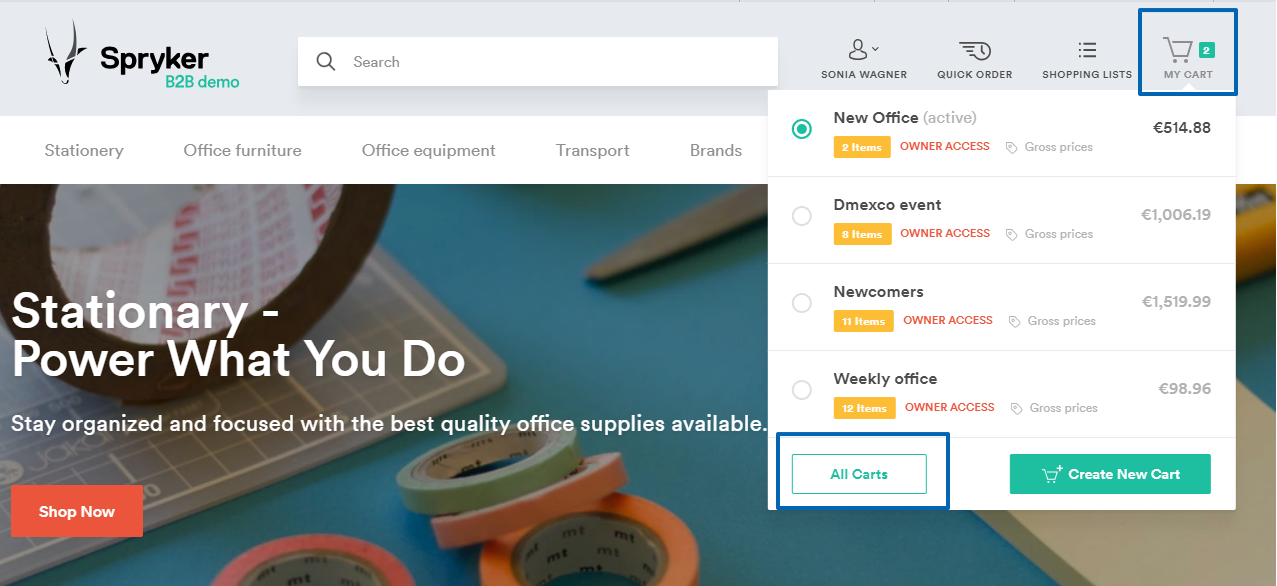 Spryker
B2B demo
Search
SONIA WAGNER
QUICK ORDER
SHOPPING LISTS
2
MY CART
Stationery
Office furniture
Office equipment
Transport
Brands
New Office (active)
€514.88
2 Items
OWNER ACCESS
Gross prices
Dmexco event
€1,006.19
8 Items
OWNER ACCESS
Gross prices
Newcomers
€1,519.99
11 Items
OWNER ACCESS
Gross prices
Weekly office
€98.96
12 Items
OWNER ACCESS
Gross prices
All Carts
Create New Cart
Stationary -
Power What You Do
Stay organized and focused with the best quality office supplies available.
Shop Now
mt
mt
mt
mt